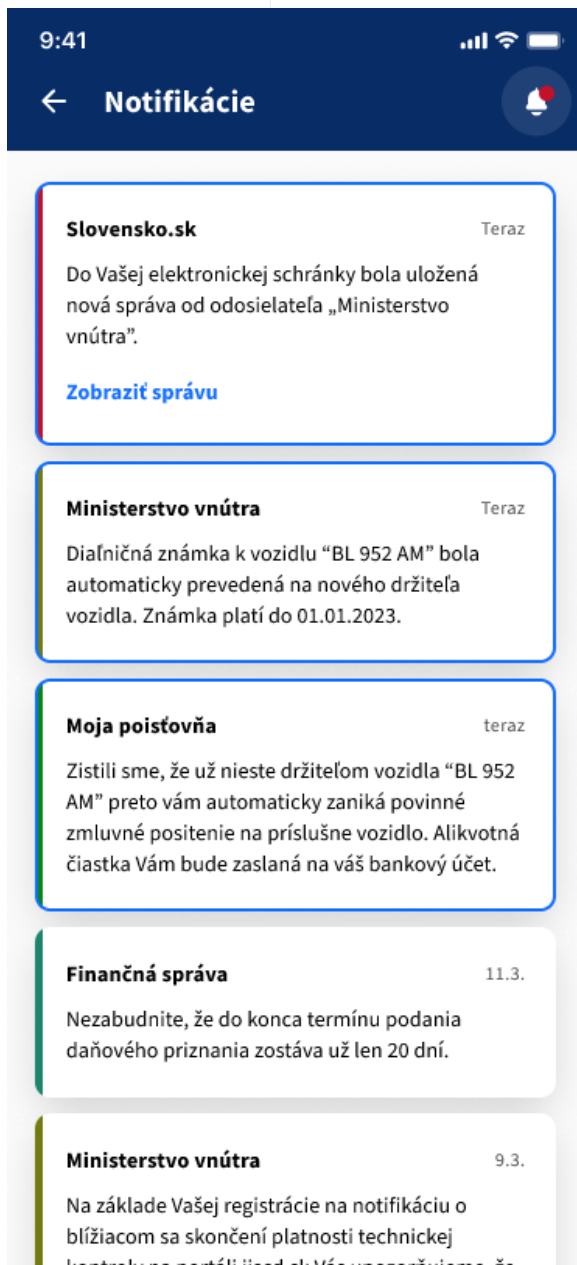 9:41
Notifikácie
Slovensko.sk Teraz
Do Vašej elektronickej schránky bola uložená
nová správa od odosielateľa „Ministerstvo
vnútra”.
Zobraziť správu
Ministerstvo vnútra Teraz
Diaľničná známka k vozidlu “BL 952 AM” bola
automaticky prevedená na nového držiteľa
vozidla. Známka platí do 01.01.2023.
Moja poisťovňa teraz
Zistili sme, že už nieste držiteľom vozidla “BL 952
AM” preto vám automaticky zaniká povinné
zmluvné positenie na príslušne vozidlo. Alikvotná
čiastka Vám bude zaslaná na váš bankový účet.
Finančná správa 11.3.
Nezabudnite, že do konca termínu podania
daňového priznania zostáva už len 20 dní.
Ministerstvo vnútra 9.3.
Na základe Vašej registrácie na notifikáciu o
blížiacom sa skončení platnosti technickej